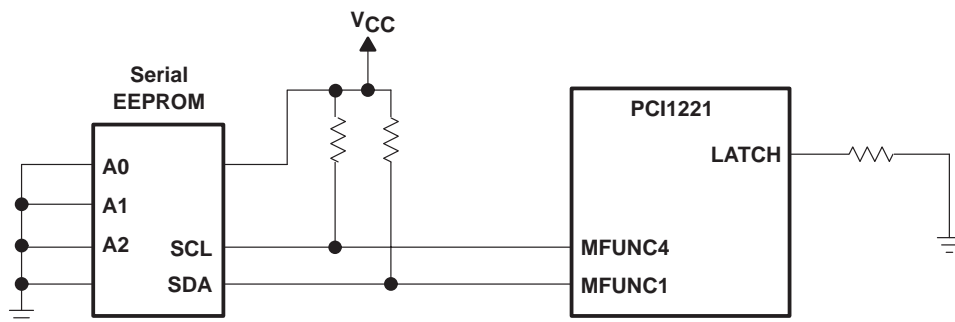 VCC
Serial
EEPROM
PCI1221
A0
LATCH
A1
A2
SCL
MFUNC4
SDA
MFUNC1